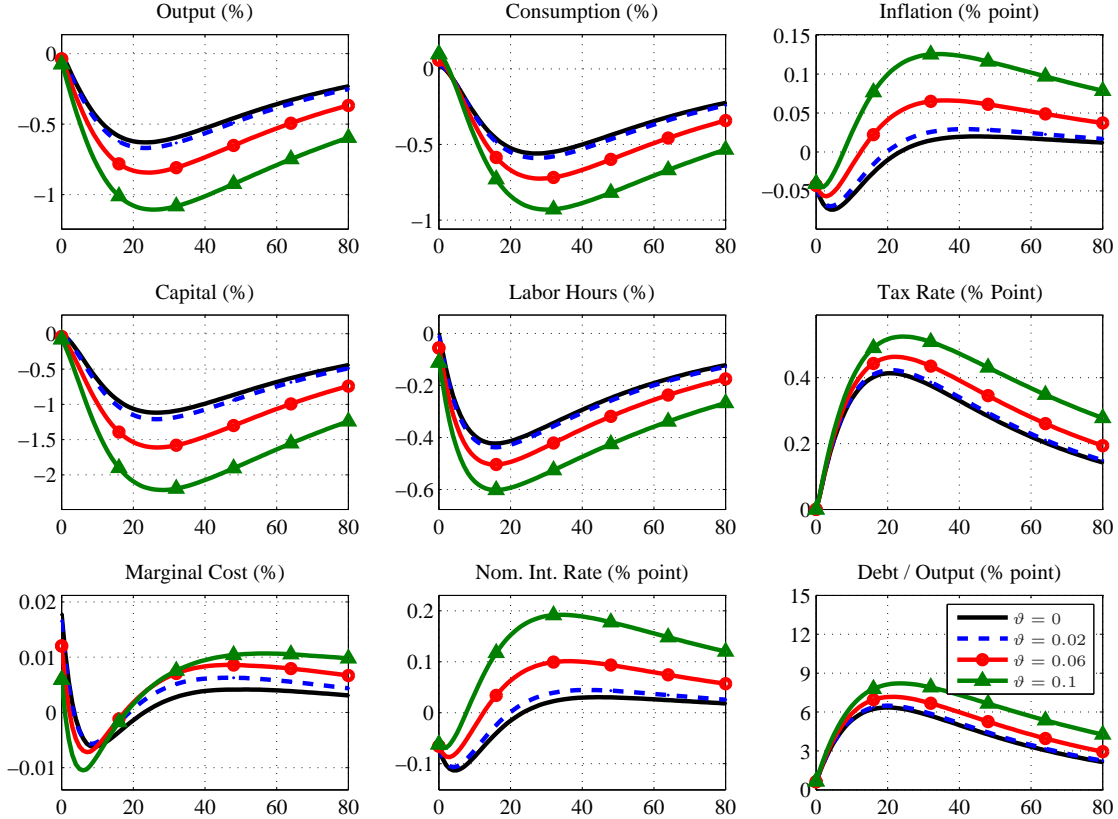 Output (%)
0
−0.5
−1
0 20 40 60 80
Consumption (%)
0
−0.5
−1
0 20 40 60 80
Inflation (% point)
0.15
0.1
0.05
0
−0.05
0 20 40 60 80
Capital (%)
0
−0.5
−1
−1.5
−2
0 20 40 60 80
Labor Hours (%)
0
−0.2
−0.4
−0.6
0 20 40 60 80
Tax Rate (% Point)
0.4
0.2
0
0 20 40 60 80
Marginal Cost (%)
0.02
0.01
0
−0.01
0 20 40 60 80
Nom. Int. Rate (% point)
0.2
0.1
0
−0.1
0 20 40 60 80
Debt / Output (% point)
15
12
9
6
3
0
0 20 40 60 80
ϑ = 0
ϑ = 0.02
ϑ = 0.06
ϑ = 0.1